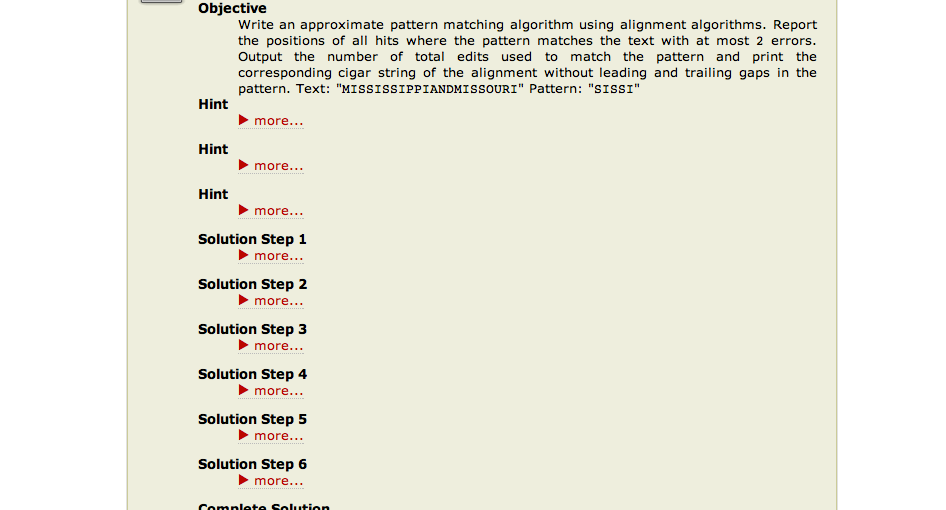 Objective
Write an approximate pattern matching algorithm using alignment algorithms. Report
the positions of all hits where the pattern matches the text with at most 2 errors.
Output the number of total edits used to match the pattern and print the
corresponding cigar string of the alignment without leading and trailing gaps in the
pattern. Text: "MISSISSIPPIANDMISSOURI" Pattern: "SISSI"
Hint
▶ more...
Hint
▶ more...
Hint
▶ more...
Solution Step 1
▶ more...
Solution Step 2
▶ more...
Solution Step 3
▶ more...
Solution Step 4
▶ more...
Solution Step 5
▶ more...
Solution Step 6
▶ more...
Complete Solution